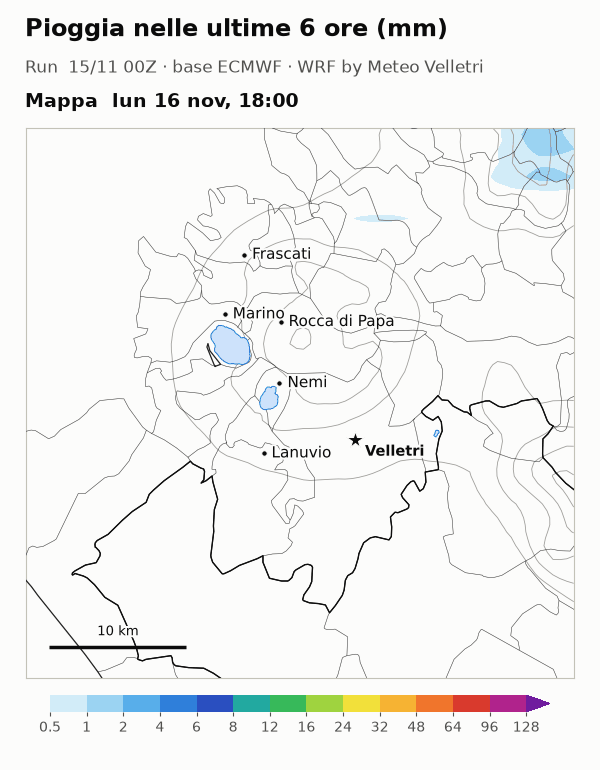 Pioggia nelle ultime 6 ore (mm)
Run 15/11 00Z · base ECMWF · WRF by Meteo Velletri
Mappa lun 16 nov, 18:00
Frascati
Marino
Rocca di Papa
Nemi
Velletri
Lanuvio
10 km
0.5 1 2 4 6 8 12 16 24 32 48 64 96 128